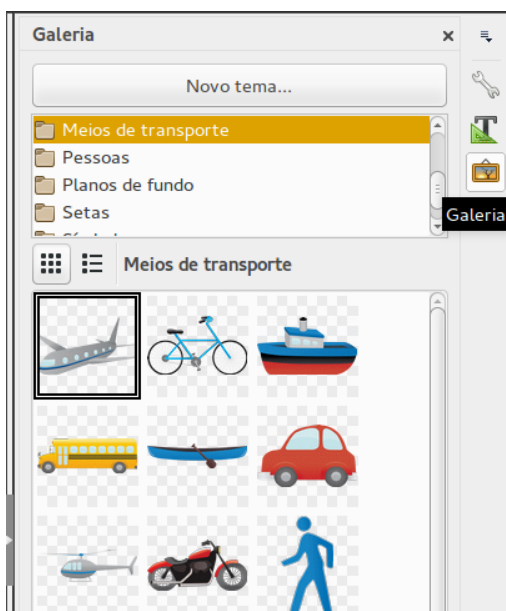 Galeria
Novo tema...
Meios de transporte
Pessoas
Planos de fundo
Setas
Galeria
Meios de transporte